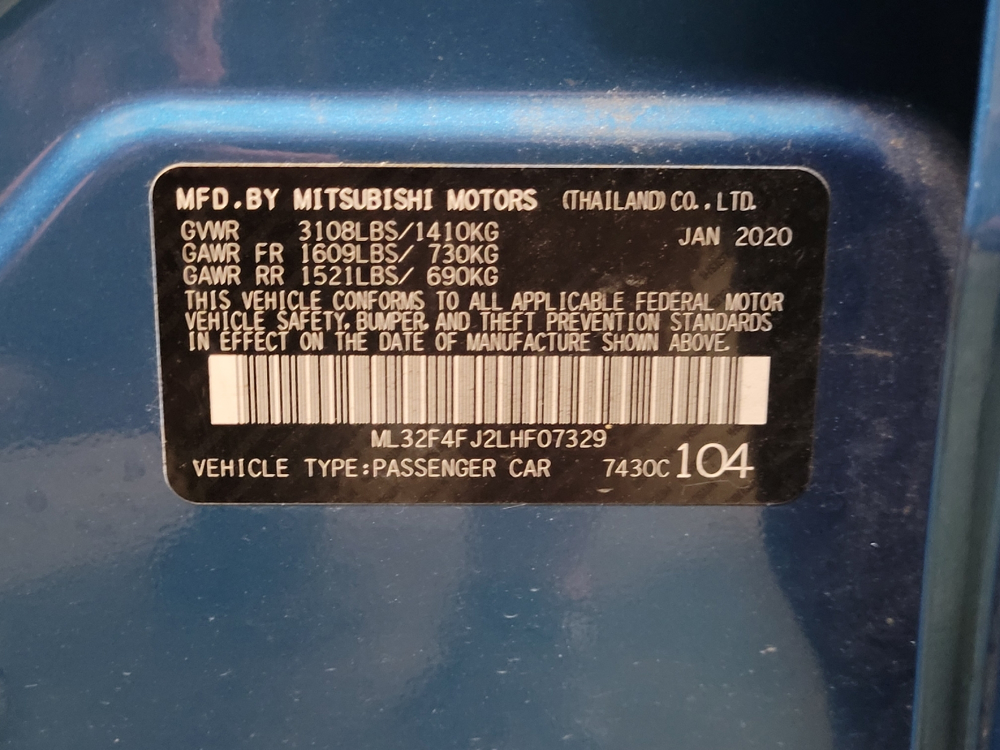 MFD.BY MITSUBISHI MOTORS (THAILAND) CO.,LTD.
GVWR 3108LBS/1410KG JAN 2020
GAWR FR 1609LBS/ 730KG
GAWR RR 1521LBS/ 690KG
THIS VEHICLE CONFORMS TO ALL APPLICABLE FEDERAL MOTOR
VEHICLE SAFETY, BUMPER, AND THEFT PREVENTION STANDARDS
IN EFFECT ON THE DATE OF MANUFACTURE SHOWN ABOVE.
ML32F4FJ2LHF07329
VEHICLE TYPE:PASSENGER CAR 7430C 104